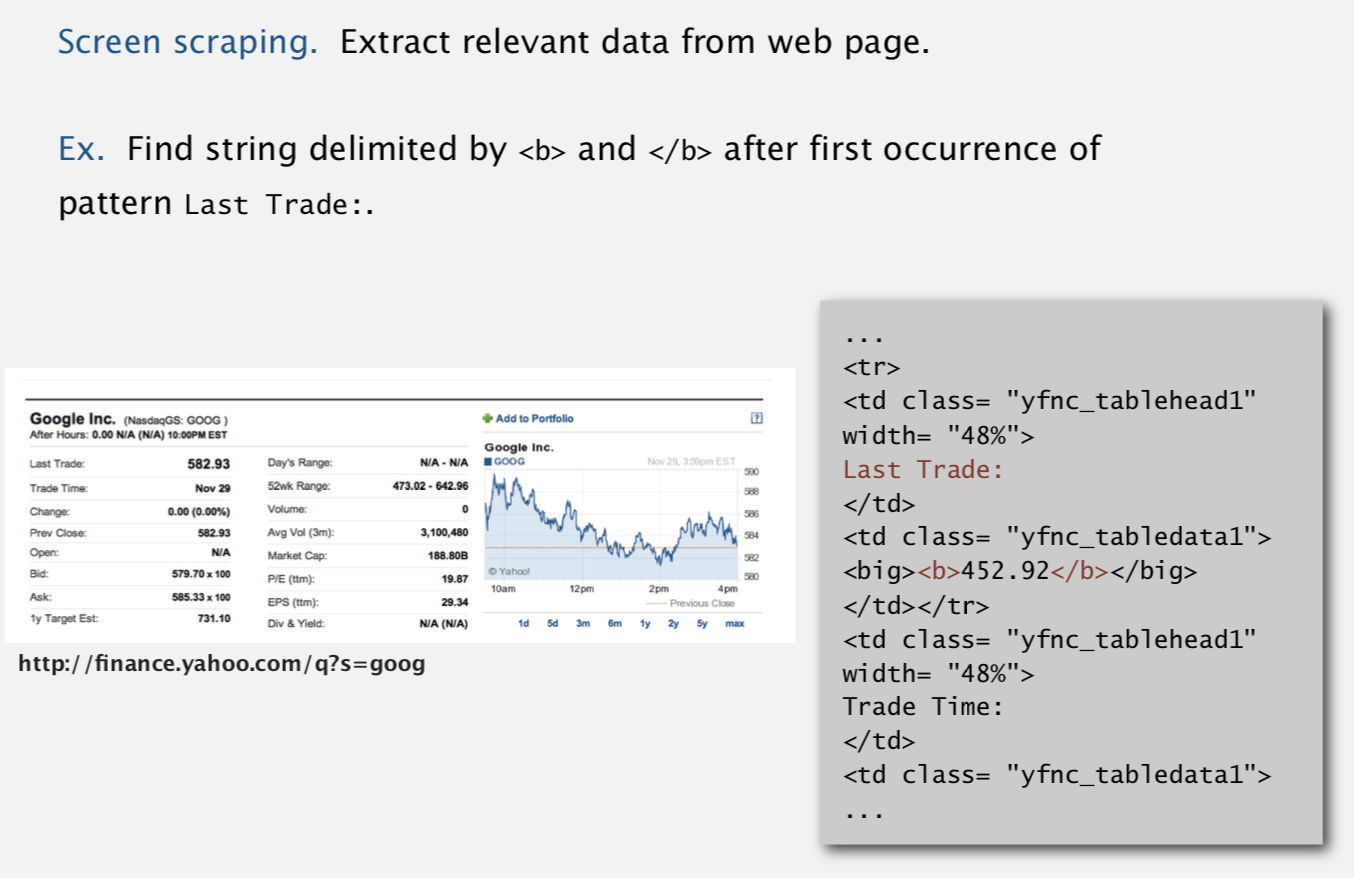 Screen scraping. Extract relevant data from web page.
Ex. Find string delimited by <b> and </b> after first occurrence of
pattern Last Trade:.
Google Inc. (NasdaqGS: GOOG )
After Hours: 0.00 N/A (N/A) 10:00PM EST
Last Trade: 582.93
Trade Time: Nov 29
Change: 0.00 (0.00%)
Prev Close: 582.93
Open: N/A
Bid: 579.70 x 100
Ask: 585.33 x 100
1y Target Est: 731.10
Day's Range: N/A - N/A
52wk Range: 473.02 - 642.96
Volume: 0
Avg Vol (3m): 3,100,480
Market Cap: 188.80B
P/E (ttm): 19.87
EPS (ttm): 29.34
Div & Yield: N/A (N/A)
Add to Portfolio ?
Google Inc.
GOOG Nov 29, 3:59pm EST
590
588
586
584
582
580
© Yahoo!
10am 12pm 2pm 4pm
Previous Close
1d 5d 3m 6m 1y 2y 5y max
http://finance.yahoo.com/q?s=goog
...
<tr>
<td class= "yfnc_tablehead1"
width= "48%">
Last Trade:
</td>
<td class= "yfnc_tabledata1">
<big><b>452.92</b></big>
</td></tr>
<td class= "yfnc_tablehead1"
width= "48%">
Trade Time:
</td>
<td class= "yfnc_tabledata1">
...